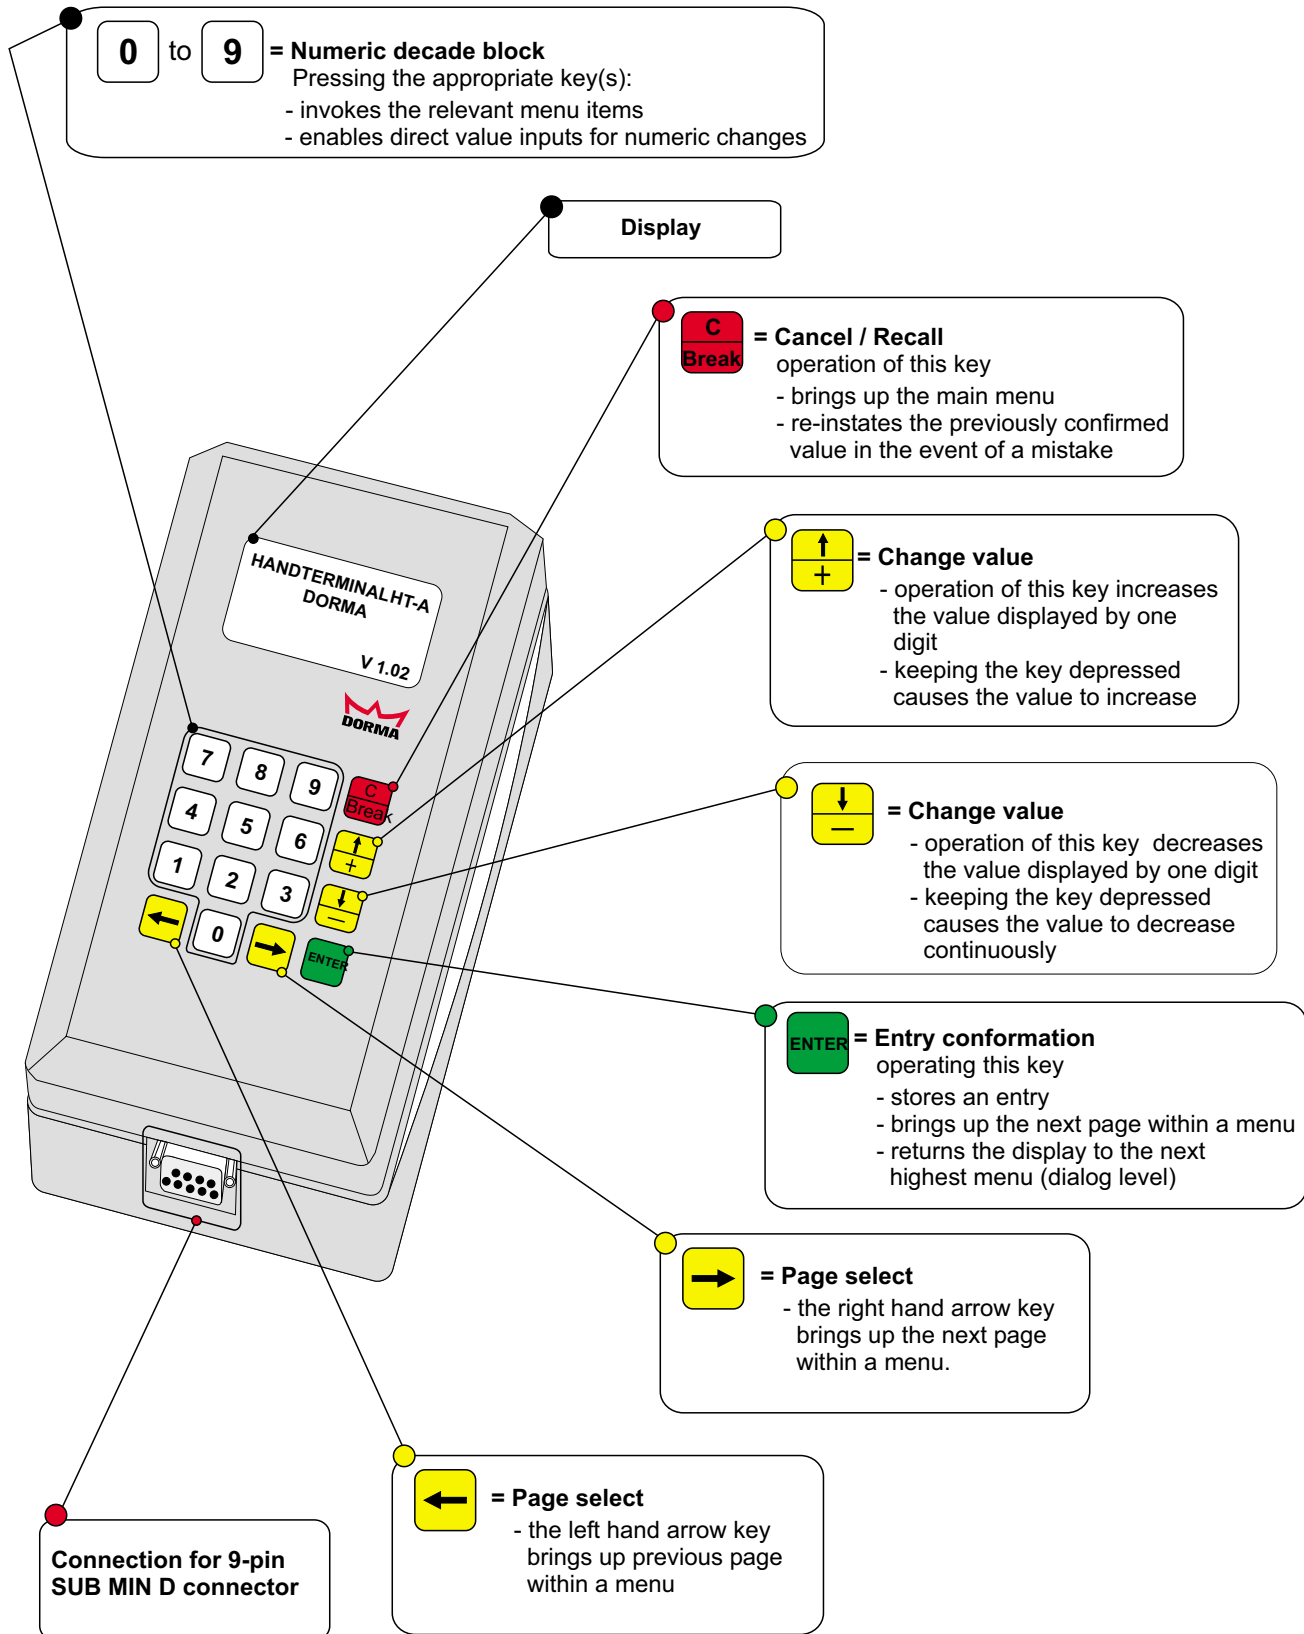 0 to 9 = Numeric decade block
Pressing the appropriate key(s):
- invokes the relevant menu items
- enables direct value inputs for numeric changes
Display
C
Break
= Cancel / Recall
operation of this key
- brings up the main menu
- re-instates the previously confirmed
value in the event of a mistake
+
= Change value
- operation of this key increases
the value displayed by one
digit
- keeping the key depressed
causes the value to increase
HANDTERMINAL HT-A
DORMA
V 1.02
DORMA
7 8 9
C
Break
4 5 6
+
1 2 3
–
0
ENTER
–
= Change value
- operation of this key decreases
the value displayed by one digit
- keeping the key depressed
causes the value to decrease
continuously
ENTER = Entry conformation
operating this key
- stores an entry
- brings up the next page within a menu
- returns the display to the next
highest menu (dialog level)
= Page select
- the right hand arrow key
brings up the next page
within a menu.
= Page select
- the left hand arrow key
brings up previous page
within a menu
Connection for 9-pin
SUB MIN D connector